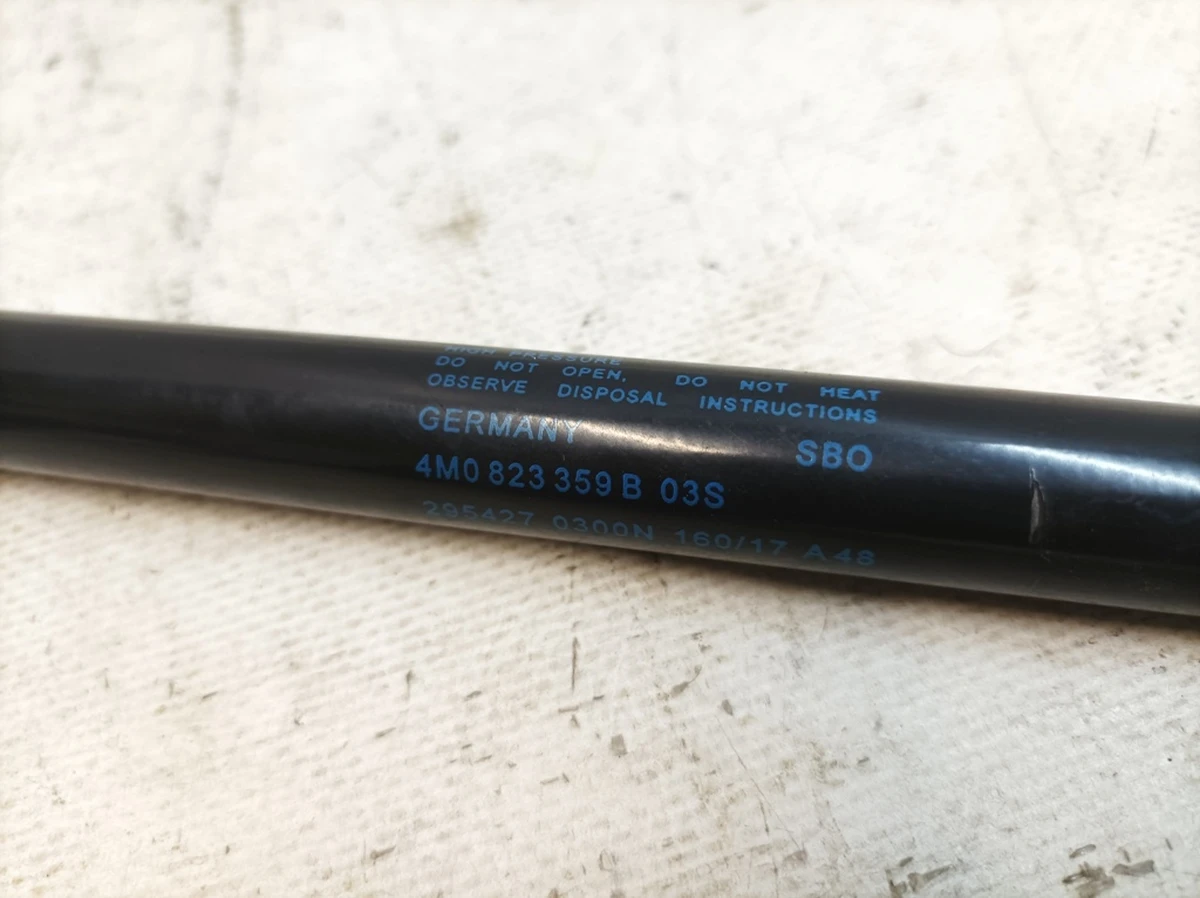 HIGH PRESSURE
DO NOT OPEN, DO NOT HEAT
OBSERVE DISPOSAL INSTRUCTIONS
GERMANY SBO
4M0 823 359 B 03S
295427 0300N 160/17 A 48